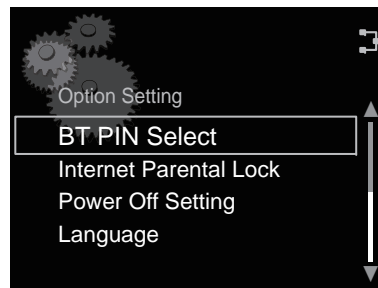 Option Setting
BT PIN Select
Internet Parental Lock
Power Off Setting
Language